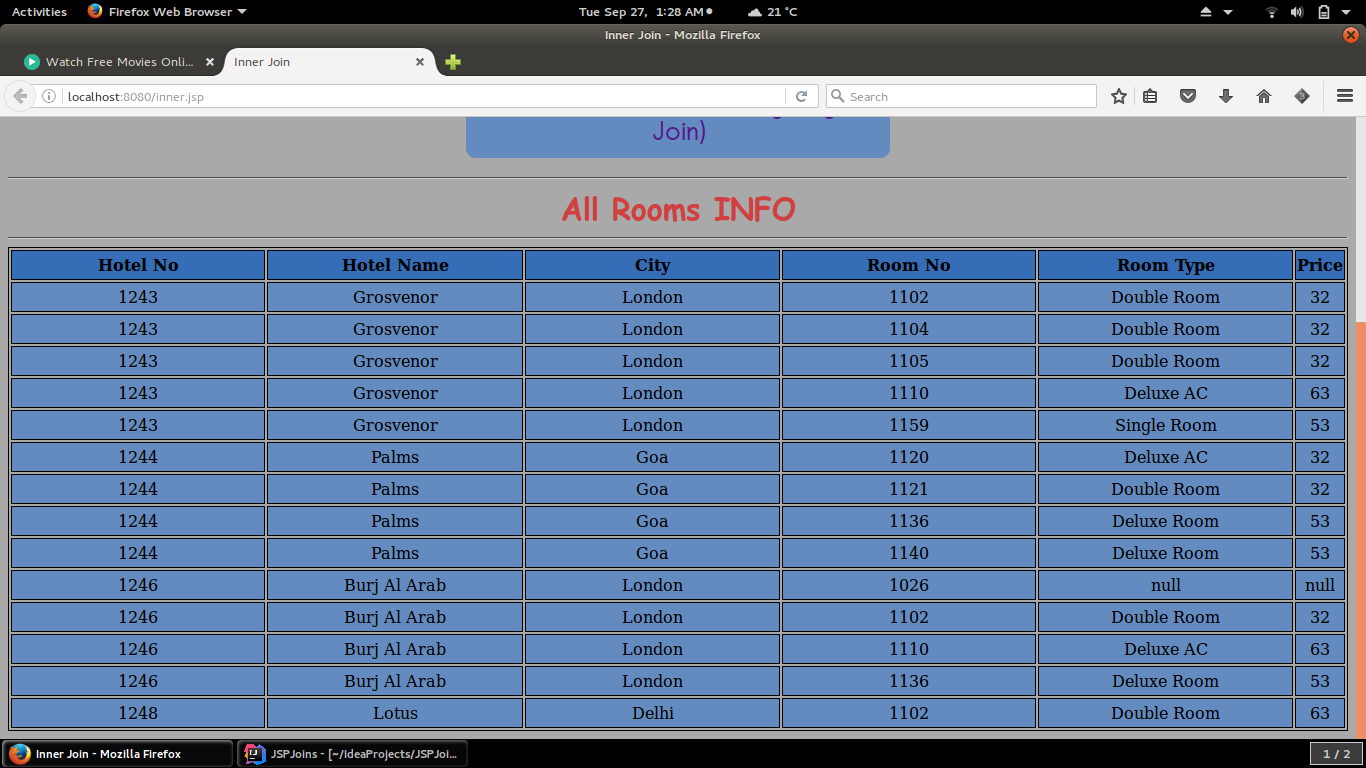 Activities Firefox Web Browser Tue Sep 27, 1:28 AM 21 °C
Inner Join - Mozilla Firefox
Watch Free Movies Onli... Inner Join
localhost:8080/inner.jsp Search
Join)
All Rooms INFO
Hotel No Hotel Name City Room No Room Type Price
1243 Grosvenor London 1102 Double Room 32
1243 Grosvenor London 1104 Double Room 32
1243 Grosvenor London 1105 Double Room 32
1243 Grosvenor London 1110 Deluxe AC 63
1243 Grosvenor London 1159 Single Room 53
1244 Palms Goa 1120 Deluxe AC 32
1244 Palms Goa 1121 Double Room 32
1244 Palms Goa 1136 Deluxe Room 53
1244 Palms Goa 1140 Deluxe Room 53
1246 Burj Al Arab London 1026 null null
1246 Burj Al Arab London 1102 Double Room 32
1246 Burj Al Arab London 1110 Deluxe AC 63
1246 Burj Al Arab London 1136 Deluxe Room 53
1248 Lotus Delhi 1102 Double Room 63
Inner Join - Mozilla Firefox JSPJoins - [~/IdeaProjects/JSPJoi... 1 / 2